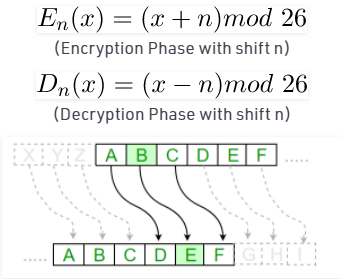 E_n(x) = (x + n)mod 26
(Encryption Phase with shift n)
D_n(x) = (x − n)mod 26
(Decryption Phase with shift n)
X Y Z A B C D E F .....
..... A B C D E F G H I